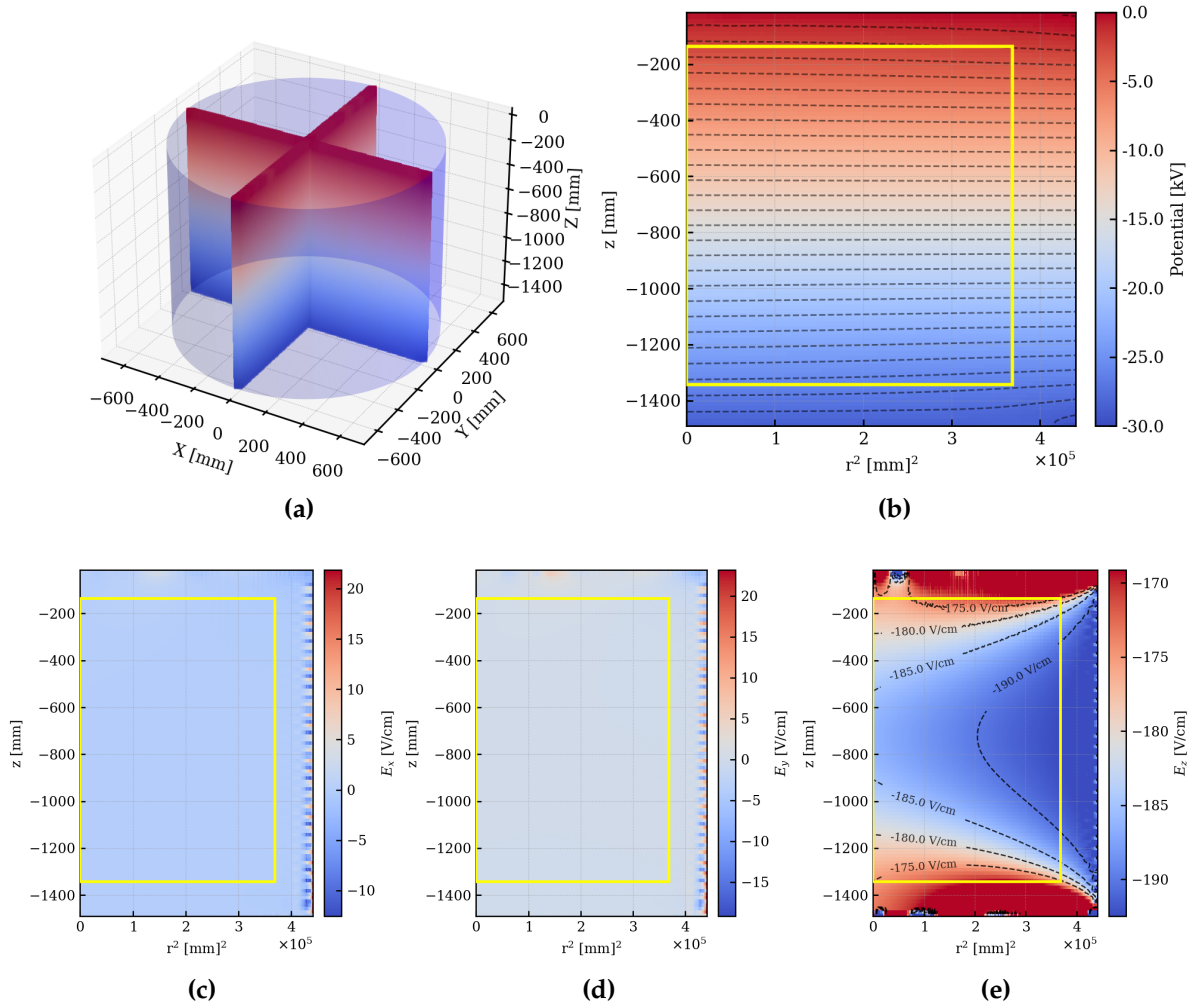 0
−200
−400
−600
−800
−1000
−1200
−1400
Z [mm]
−600
−400
−200
0
200
400
600
X [mm]
−600
−400
−200
0
200
400
600
Y [mm]
(a)
−200
−400
−600
−800
−1000
−1200
−1400
z [mm]
0 1 2 3 4
×10⁵
r² [mm]²
0.0
-5.0
-10.0
-15.0
-20.0
-25.0
-30.0
Potential [kV]
(b)
−200
−400
−600
−800
−1000
−1200
−1400
z [mm]
0 1 2 3 4
×10⁵
r² [mm]²
20
15
10
5
0
−5
−10
Eₓ [V/cm]
(c)
−200
−400
−600
−800
−1000
−1200
−1400
z [mm]
0 1 2 3 4
×10⁵
r² [mm]²
20
15
10
5
0
−5
−10
−15
E_y [V/cm]
(d)
−200
−400
−600
−800
−1000
−1200
−1400
z [mm]
-175.0 V/cm
-180.0 V/cm
-185.0 V/cm
-190.0 V/cm
-185.0 V/cm
-180.0 V/cm
-175.0 V/cm
0 1 2 3 4
×10⁵
r² [mm]²
−170
−175
−180
−185
−190
E_z [V/cm]
(e)